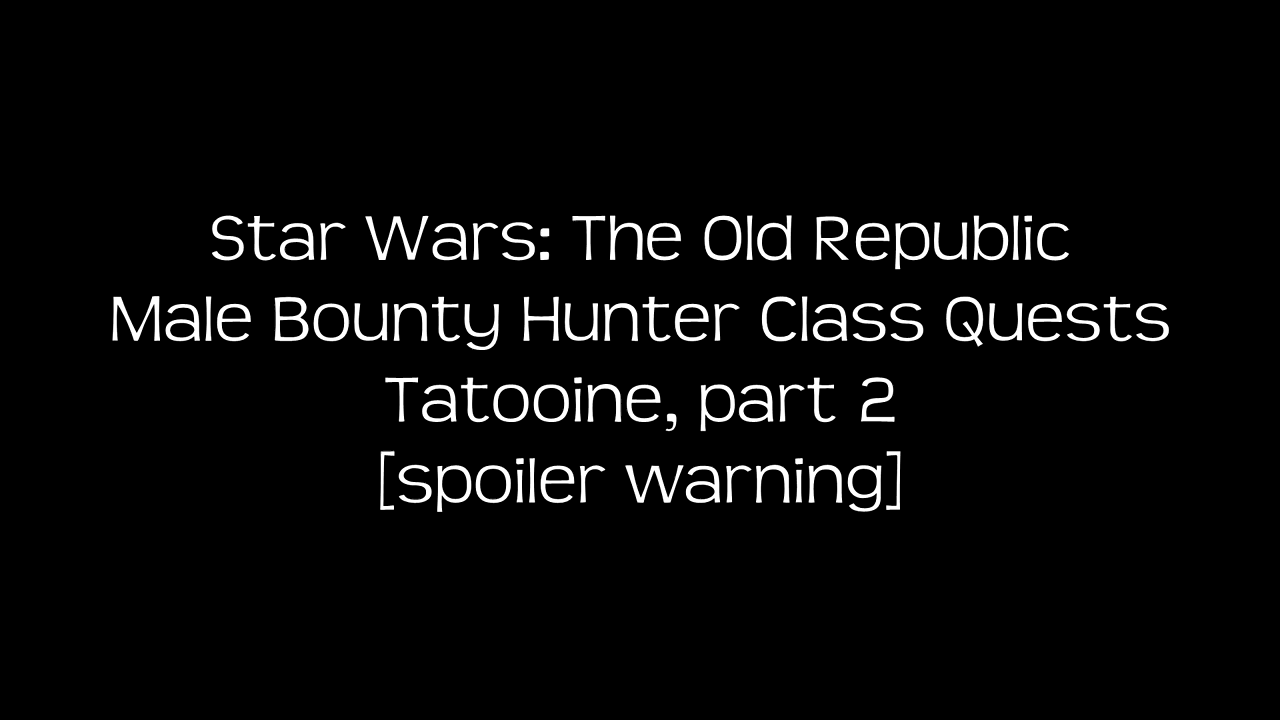 Star Wars: The Old Republic
Male Bounty Hunter Class Quests
Tatooine, part 2
[spoiler warning]